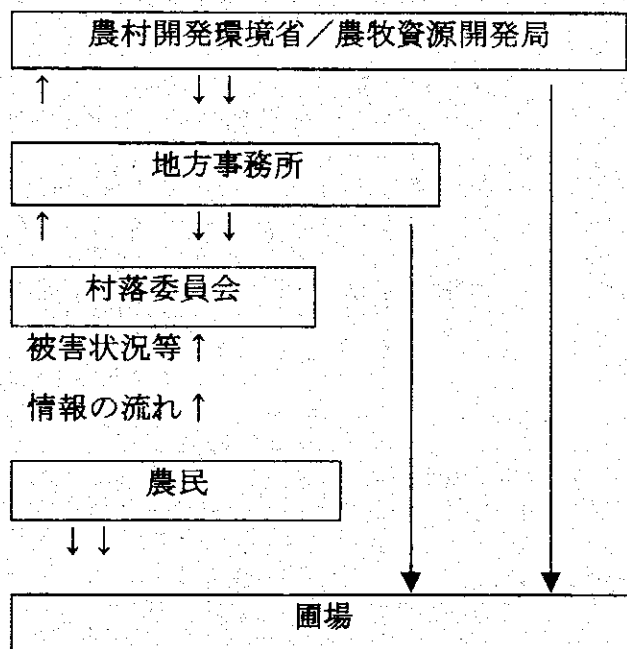 農村開発環境省／農牧資源開発局
↑ ↓ ↓
地方事務所
↑ ↓ ↓
村落委員会
被害状況等 ↑
情報の流れ ↑
農民
↓ ↓
圃場